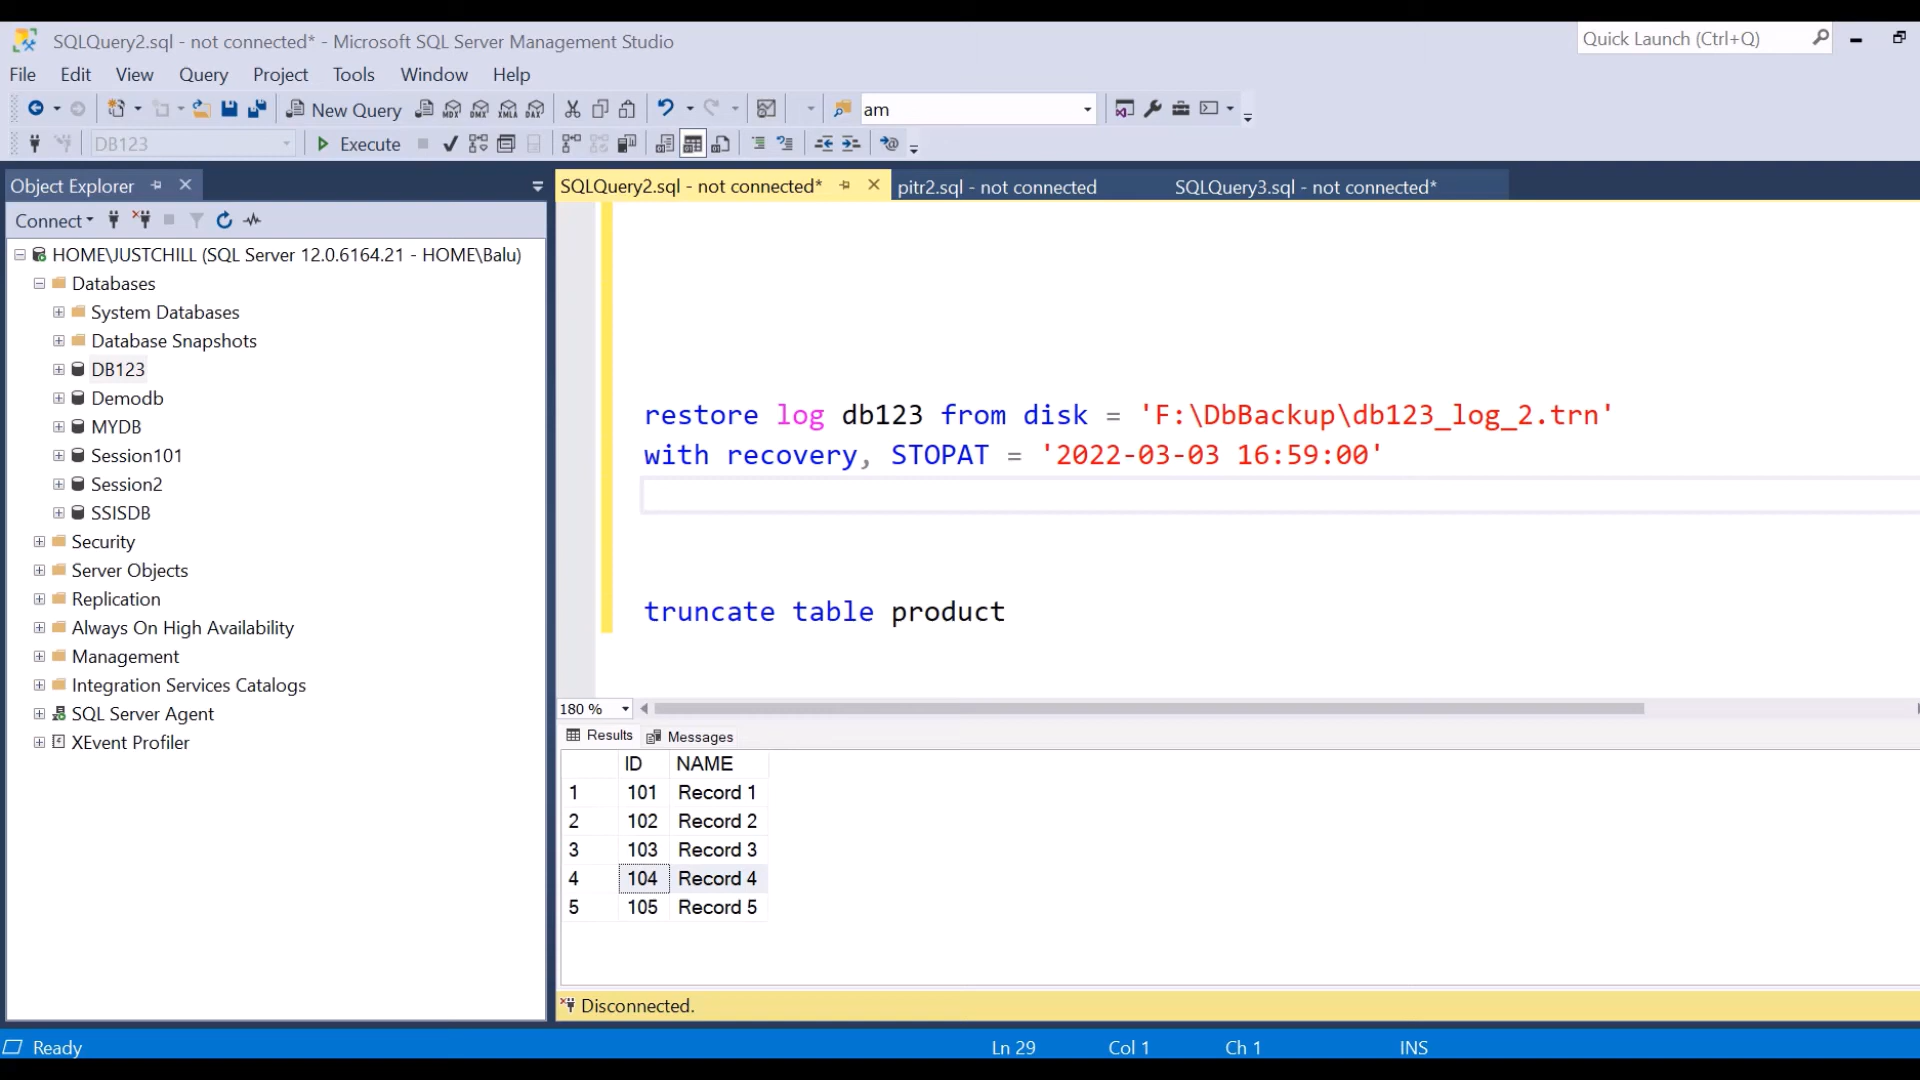 SQLQuery2.sql - not connected* - Microsoft SQL Server Management Studio
Quick Launch (Ctrl+Q)
File Edit View Query Project Tools Window Help
New Query MDX DMX XMLA DAX am
DB123 Execute
Object Explorer
SQLQuery2.sql - not connected* pitr2.sql - not connected SQLQuery3.sql - not connected*
Connect
HOME\JUSTCHILL (SQL Server 12.0.6164.21 - HOME\Balu)
Databases
System Databases
Database Snapshots
DB123
Demodb
MYDB
Session101
Session2
SSISDB
Security
Server Objects
Replication
Always On High Availability
Management
Integration Services Catalogs
SQL Server Agent
XEvent Profiler
restore log db123 from disk = 'F:\DbBackup\db123_log_2.trn'
with recovery, STOPAT = '2022-03-03 16:59:00'
truncate table product
180 %
Results Messages
ID NAME
1 101 Record 1
2 102 Record 2
3 103 Record 3
4 104 Record 4
5 105 Record 5
Disconnected.
Ready Ln 29 Col 1 Ch 1 INS